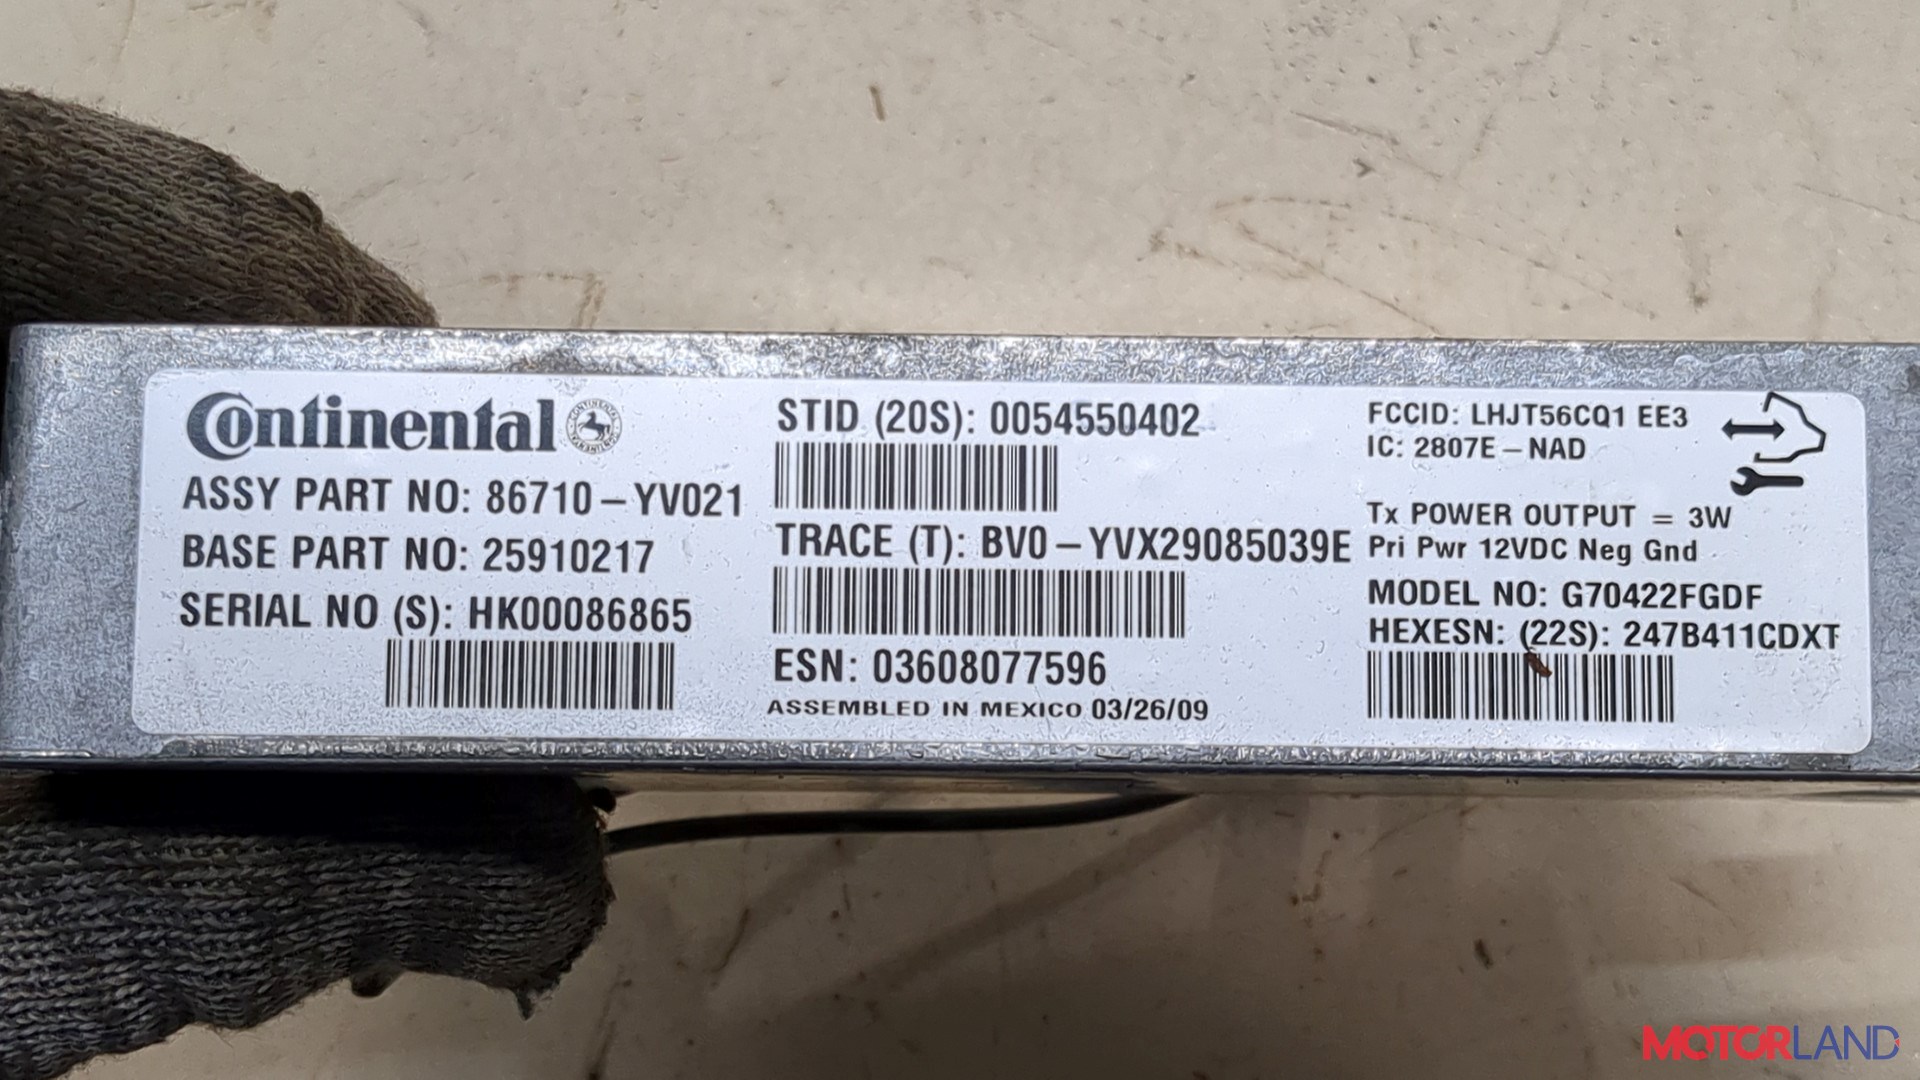 Continental
ASSY PART NO: 86710-YV021
BASE PART NO: 25910217
SERIAL NO (S): HK00086865
STID (20S): 0054550402
TRACE (T): BV0-YVX29085039E
ESN: 03608077596
ASSEMBLED IN MEXICO 03/26/09
FCCID: LHJT56CQ1 EE3
IC: 2807E-NAD
Tx POWER OUTPUT = 3W
Pri Pwr 12VDC Neg Gnd
MODEL NO: G70422FGDF
HEXESN: (22S): 247B411CDXT
MOTORLAND